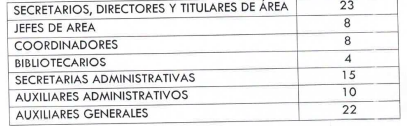 SECRETARIOS, DIRECTORES Y TITULARES DE ÁREA 23
JEFES DE AREA 8
COORDINADORES 8
BIBLIOTECARIOS 4
SECRETARIAS ADMINISTRATIVAS 15
AUXILIARES ADMINISTRATIVOS 10
AUXILIARES GENERALES 22